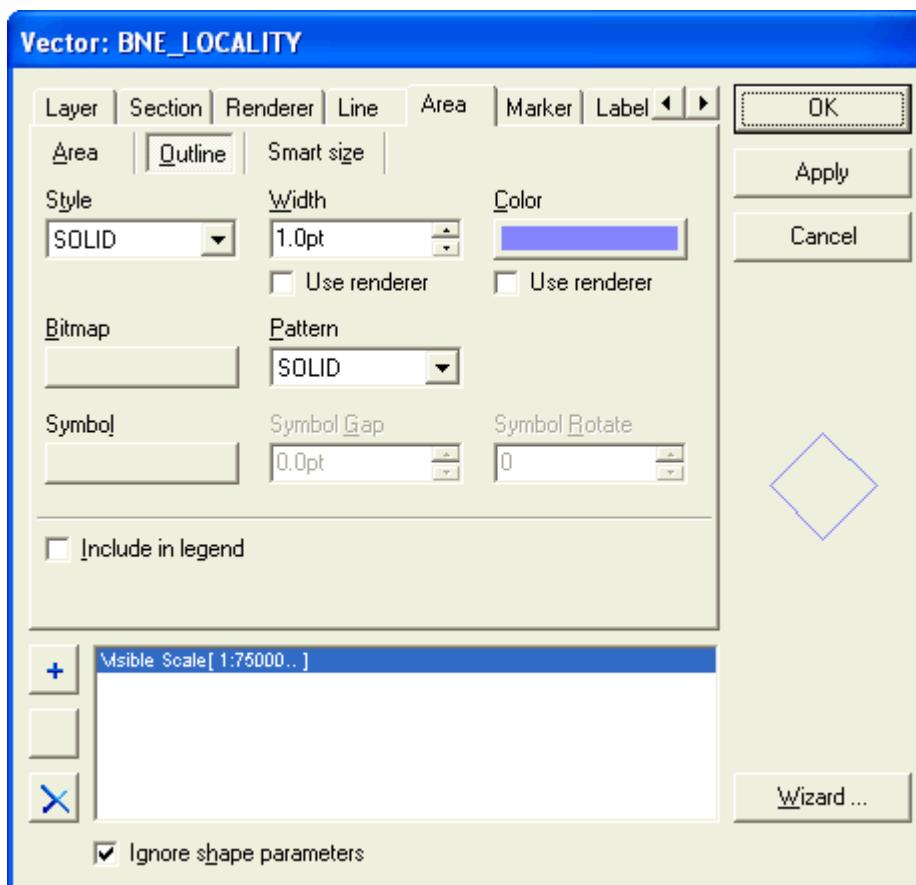 Vector: BNE_LOCALITY
Layer Section Renderer Line Area Marker Label
OK
Area Outline Smart size
Apply
Style Width Color
SOLID 1.0pt
Cancel
Use renderer Use renderer
Bitmap Pattern
SOLID
Symbol Symbol Gap Symbol Rotate
0.0pt 0
Include in legend
+
Visible Scale[ 1:75000.. ]
Wizard ...
Ignore shape parameters